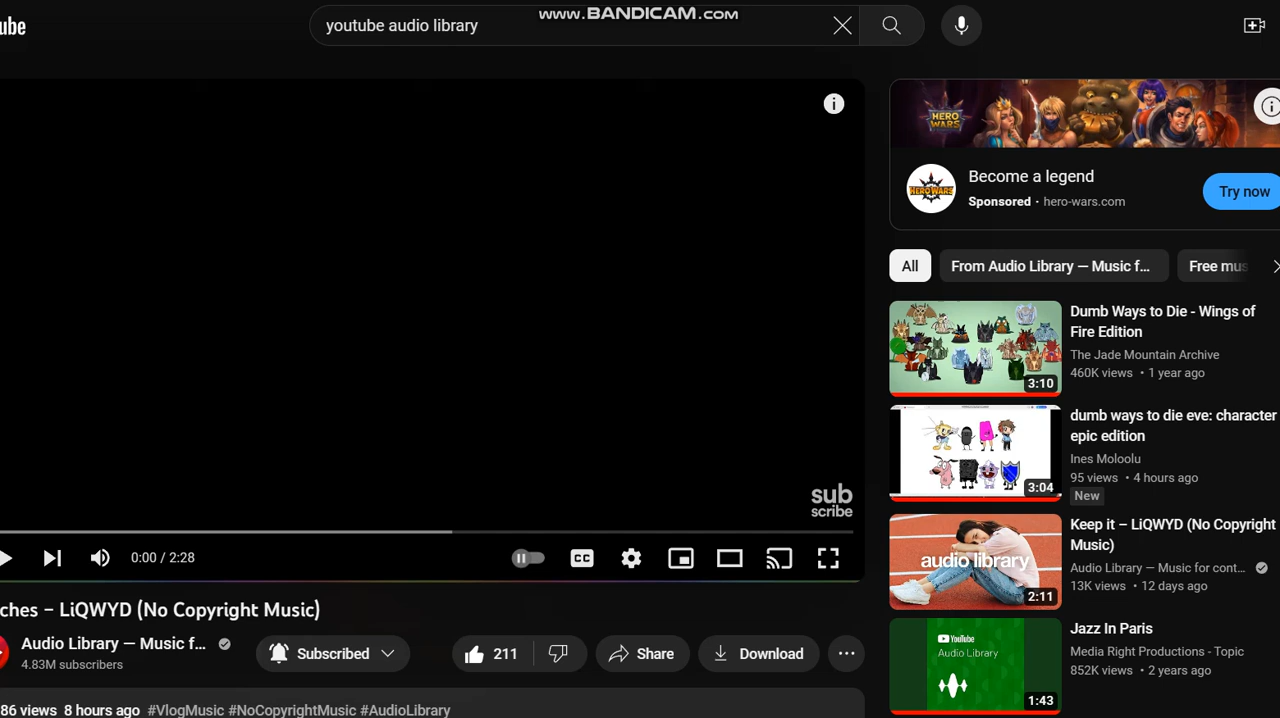 ube
youtube audio library
www.BANDICAM.com
HERO
WARS
Become a legend
Sponsored · hero-wars.com
Try now
HERO WARS
All
From Audio Library — Music f...
Free mus
Dumb Ways to Die - Wings of
Fire Edition
The Jade Mountain Archive
460K views • 1 year ago
3:10
dumb ways to die eve: character
epic edition
Ines Moloolu
95 views • 4 hours ago
New
3:04
Keep it – LiQWYD (No Copyright
Music)
Audio Library — Music for cont...
13K views • 12 days ago
audio library
2:11
Jazz In Paris
Media Right Productions - Topic
852K views • 2 years ago
YouTube
Audio Library
1:43
sub
scribe
0:00 / 2:28
CC
ches – LiQWYD (No Copyright Music)
Audio Library — Music f...
4.83M subscribers
Subscribed
211
Share
Download
86 views 8 hours ago #VlogMusic #NoCopyrightMusic #AudioLibrary